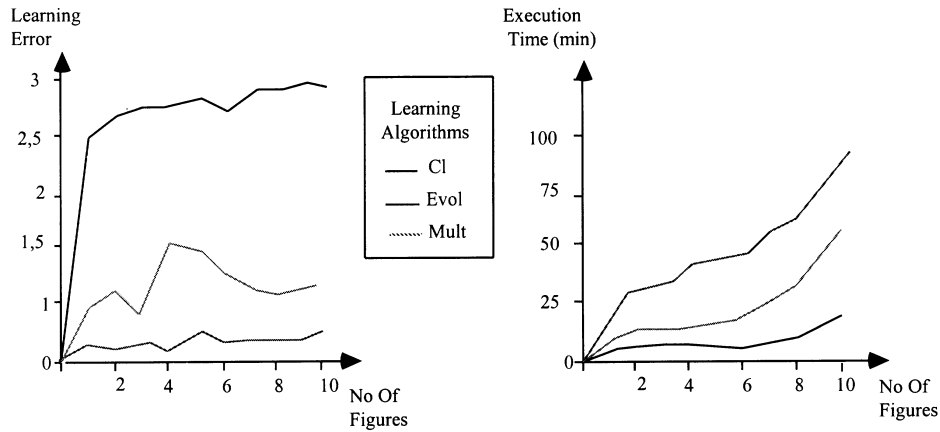 Learning
Error
3
2,5
2
1,5
1
0
2 4 6 8 10
No Of
Figures
Learning
Algorithms
Cl
Evol
Mult
Execution
Time (min)
100
75
50
25
0
2 4 6 8 10
No Of
Figures